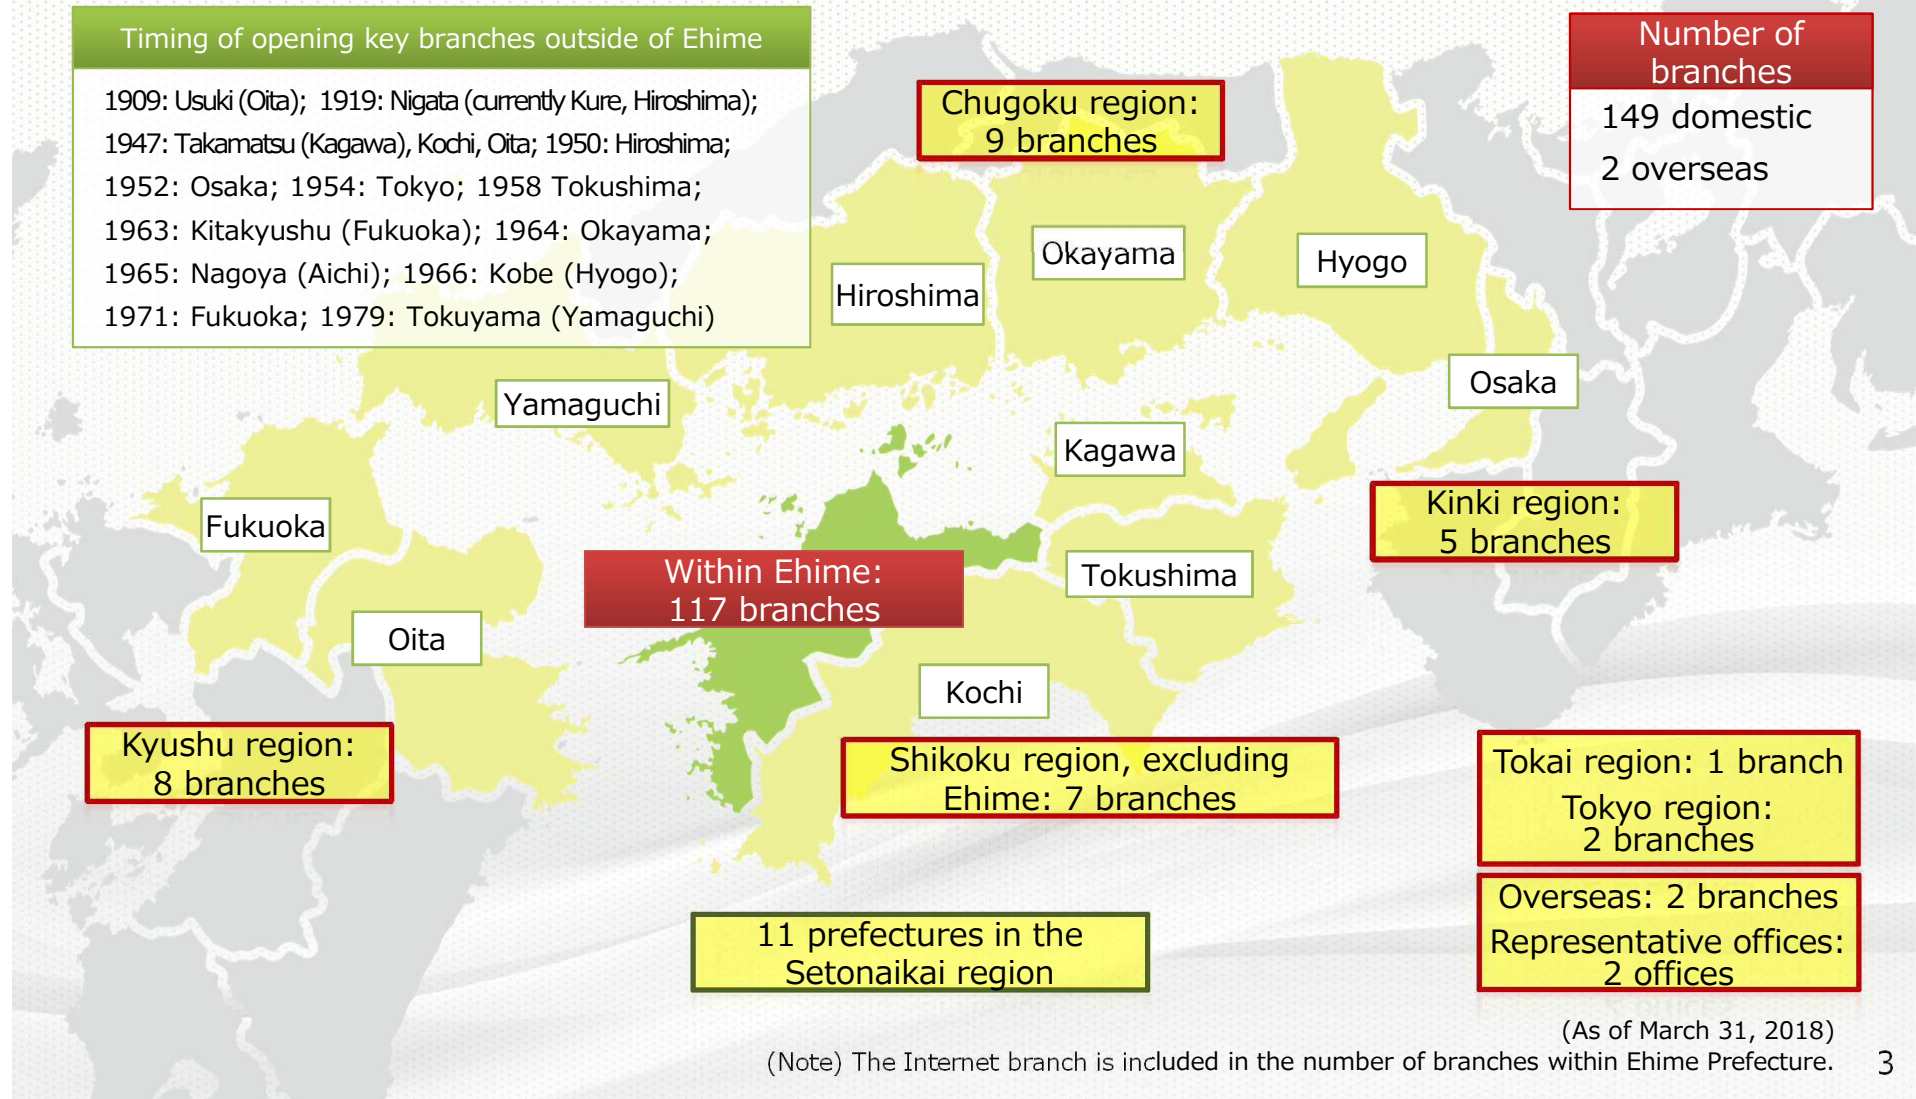 Timing of opening key branches outside of Ehime
1909: Usuki (Oita); 1919: Nigata (currently Kure, Hiroshima);
1947: Takamatsu (Kagawa), Kochi, Oita; 1950: Hiroshima;
1952: Osaka; 1954: Tokyo; 1958 Tokushima;
1963: Kitakyushu (Fukuoka); 1964: Okayama;
1965: Nagoya (Aichi); 1966: Kobe (Hyogo);
1971: Fukuoka; 1979: Tokuyama (Yamaguchi)
Number of
branches
149 domestic
2 overseas
Chugoku region:
9 branches
Okayama
Hyogo
Hiroshima
Osaka
Yamaguchi
Kagawa
Kinki region:
5 branches
Fukuoka
Within Ehime:
117 branches
Tokushima
Oita
Kochi
Kyushu region:
8 branches
Shikoku region, excluding
Ehime: 7 branches
Tokai region: 1 branch
Tokyo region:
2 branches
Overseas: 2 branches
Representative offices:
2 offices
11 prefectures in the
Setonaikai region
(As of March 31, 2018)
(Note) The Internet branch is included in the number of branches within Ehime Prefecture.
3